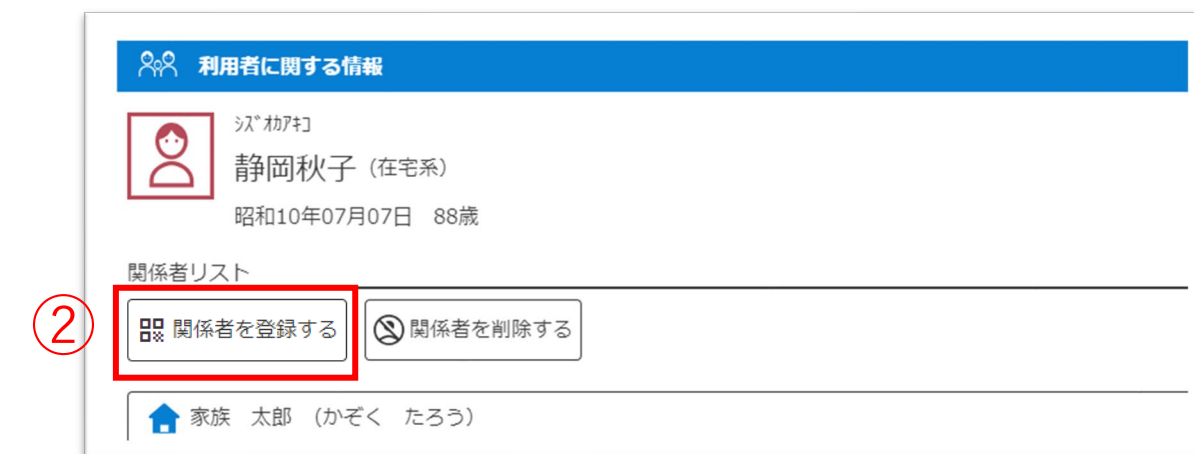 利用者に関する情報
ｼｽﾞｵｶｱｷｺ
静岡秋子（在宅系）
昭和10年07月07日　88歳
関係者リスト
②
関係者を登録する
関係者を削除する
家族　太郎　（かぞく　たろう）